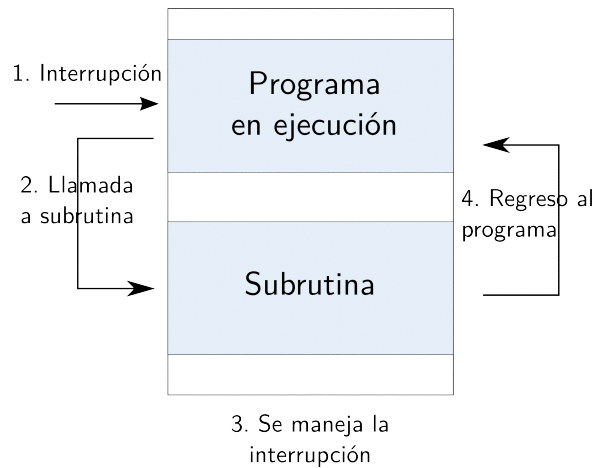 1. Interrupción
Programa
en ejecución
2. Llamada
a subrutina
4. Regreso al
programa
Subrutina
3. Se maneja la
interrupción